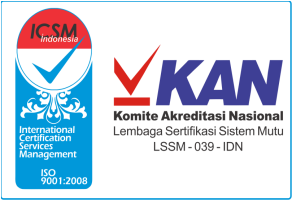 ICSM
Indonesia
International
Certification
Services
Management
ISO
9001:2008
KAN
Komite Akreditasi Nasional
Lembaga Sertifikasi Sistem Mutu
LSSM - 039 - IDN